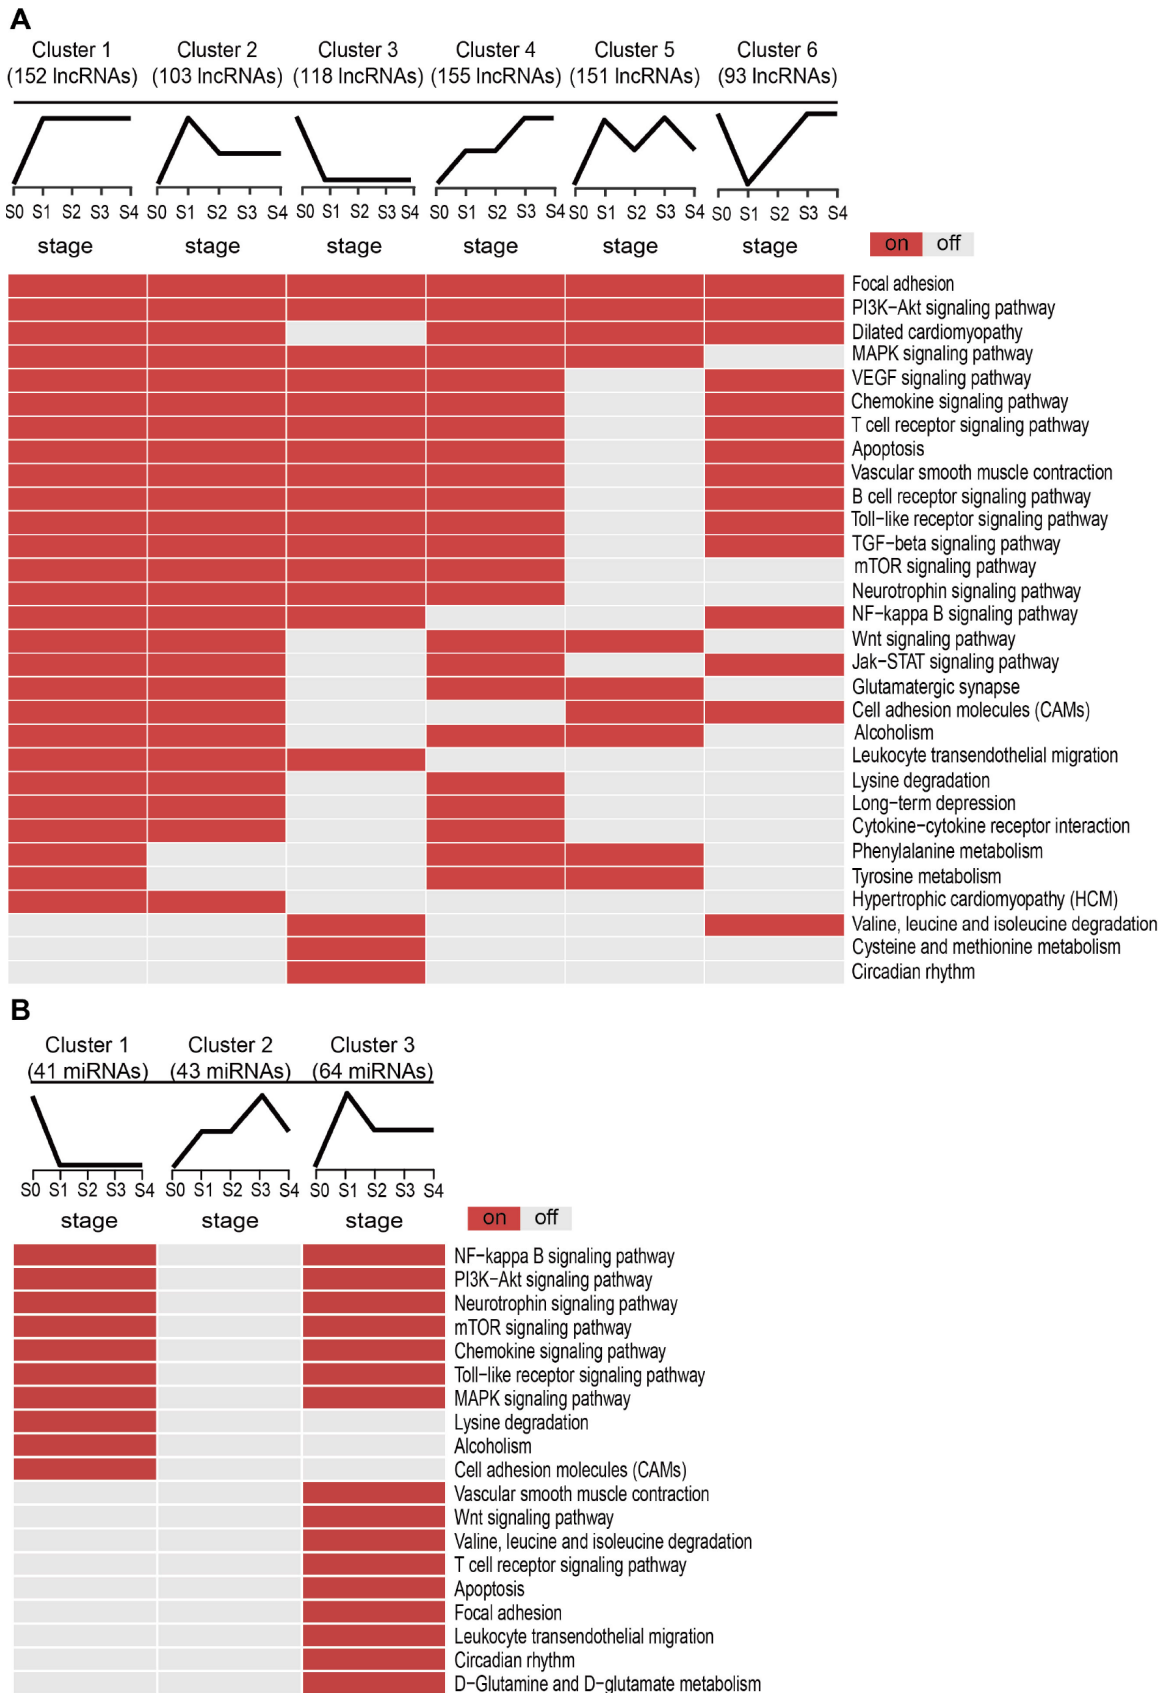 A
Cluster 1 Cluster 2 Cluster 3 Cluster 4 Cluster 5 Cluster 6
(152 lncRNAs) (103 lncRNAs) (118 lncRNAs) (155 lncRNAs) (151 lncRNAs) (93 lncRNAs)
S0 S1 S2 S3 S4 S0 S1 S2 S3 S4 S0 S1 S2 S3 S4 S0 S1 S2 S3 S4 S0 S1 S2 S3 S4 S0 S1 S2 S3 S4
stage stage stage stage stage stage on off
Focal adhesion
PI3K−Akt signaling pathway
Dilated cardiomyopathy
MAPK signaling pathway
VEGF signaling pathway
Chemokine signaling pathway
T cell receptor signaling pathway
Apoptosis
Vascular smooth muscle contraction
B cell receptor signaling pathway
Toll−like receptor signaling pathway
TGF−beta signaling pathway
mTOR signaling pathway
Neurotrophin signaling pathway
NF−kappa B signaling pathway
Wnt signaling pathway
Jak−STAT signaling pathway
Glutamatergic synapse
Cell adhesion molecules (CAMs)
Alcoholism
Leukocyte transendothelial migration
Lysine degradation
Long−term depression
Cytokine−cytokine receptor interaction
Phenylalanine metabolism
Tyrosine metabolism
Hypertrophic cardiomyopathy (HCM)
Valine, leucine and isoleucine degradation
Cysteine and methionine metabolism
Circadian rhythm
B
Cluster 1 Cluster 2 Cluster 3
(41 miRNAs) (43 miRNAs) (64 miRNAs)
S0 S1 S2 S3 S4 S0 S1 S2 S3 S4 S0 S1 S2 S3 S4
stage stage stage on off
NF−kappa B signaling pathway
PI3K−Akt signaling pathway
Neurotrophin signaling pathway
mTOR signaling pathway
Chemokine signaling pathway
Toll−like receptor signaling pathway
MAPK signaling pathway
Lysine degradation
Alcoholism
Cell adhesion molecules (CAMs)
Vascular smooth muscle contraction
Wnt signaling pathway
Valine, leucine and isoleucine degradation
T cell receptor signaling pathway
Apoptosis
Focal adhesion
Leukocyte transendothelial migration
Circadian rhythm
D−Glutamine and D−glutamate metabolism